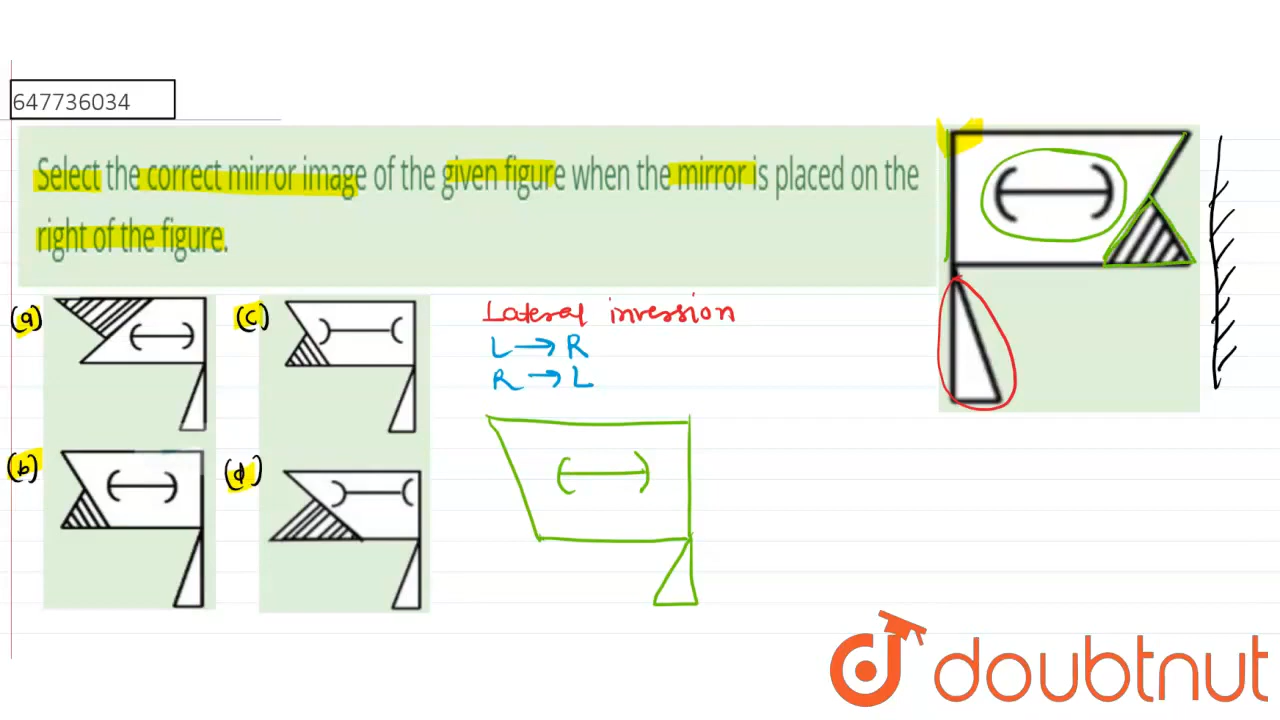 647736034
Select the correct mirror image of the given figure when the mirror is placed on the
right of the figure.
(a)
(c)
(b)
(d)
Lateral inversion
L → R
R → L
doubtnut